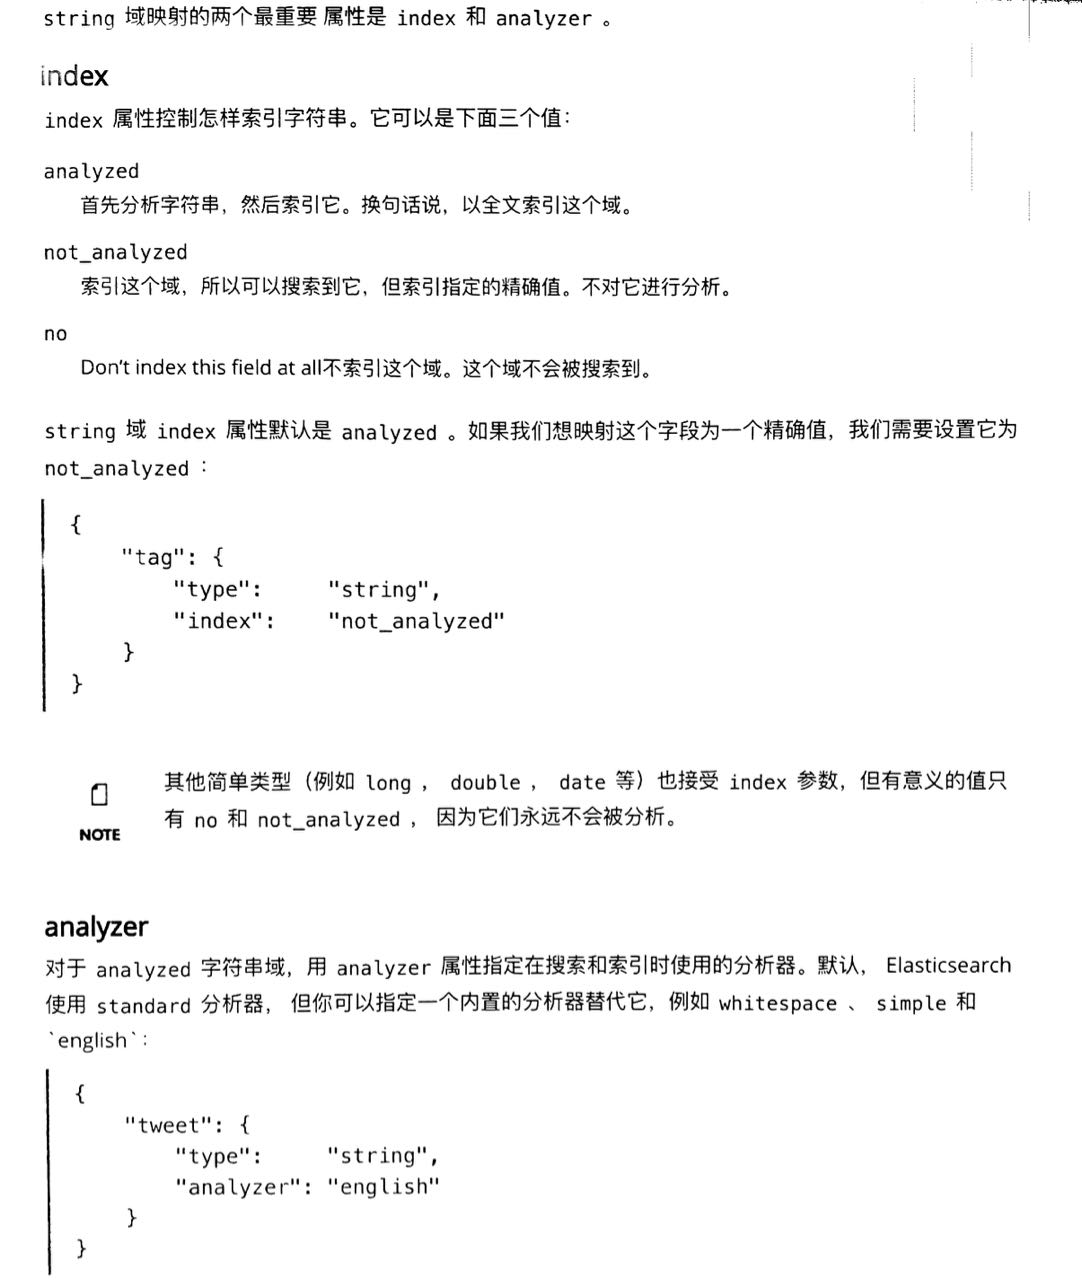 string 域映射的两个最重要 属性是 index 和 analyzer 。
index
index 属性控制怎样索引字符串。它可以是下面三个值：
analyzed
首先分析字符串，然后索引它。换句话说，以全文索引这个域。
not_analyzed
索引这个域，所以可以搜索到它，但索引指定的精确值。不对它进行分析。
no
Don't index this field at all不索引这个域。这个域不会被搜索到。
string 域 index 属性默认是 analyzed 。如果我们想映射这个字段为一个精确值，我们需要设置它为
not_analyzed ：
{
"tag": {
"type": "string",
"index": "not_analyzed"
}
}
其他简单类型（例如 long ， double ， date 等）也接受 index 参数，但有意义的值只
有 no 和 not_analyzed ， 因为它们永远不会被分析。
NOTE
analyzer
对于 analyzed 字符串域，用 analyzer 属性指定在搜索和索引时使用的分析器。默认， Elasticsearch
使用 standard 分析器， 但你可以指定一个内置的分析器替代它，例如 whitespace 、 simple 和
`english`：
{
"tweet": {
"type": "string",
"analyzer": "english"
}
}